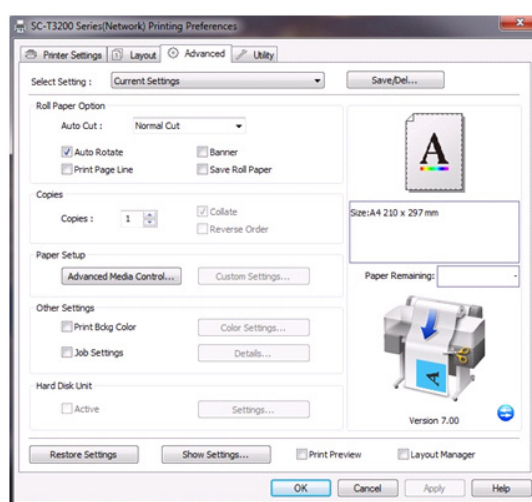 SC-T3200 Series(Network) Printing Preferences
Printer Settings Layout Advanced Utility
Select Setting : Current Settings Save/Del...
Roll Paper Option
Auto Cut : Normal Cut
Auto Rotate Banner
Print Page Line Save Roll Paper
A
Copies
Copies : 1 Collate
Reverse Order
Size:A4 210 x 297 mm
Paper Setup
Advanced Media Control... Custom Settings...
Paper Remaining: -
Other Settings
Print Bckg Color Color Settings...
Job Settings Details...
A
Hard Disk Unit
Active Settings...
Version 7.00
Restore Settings Show Settings... Print Preview Layout Manager
OK Cancel Apply Help